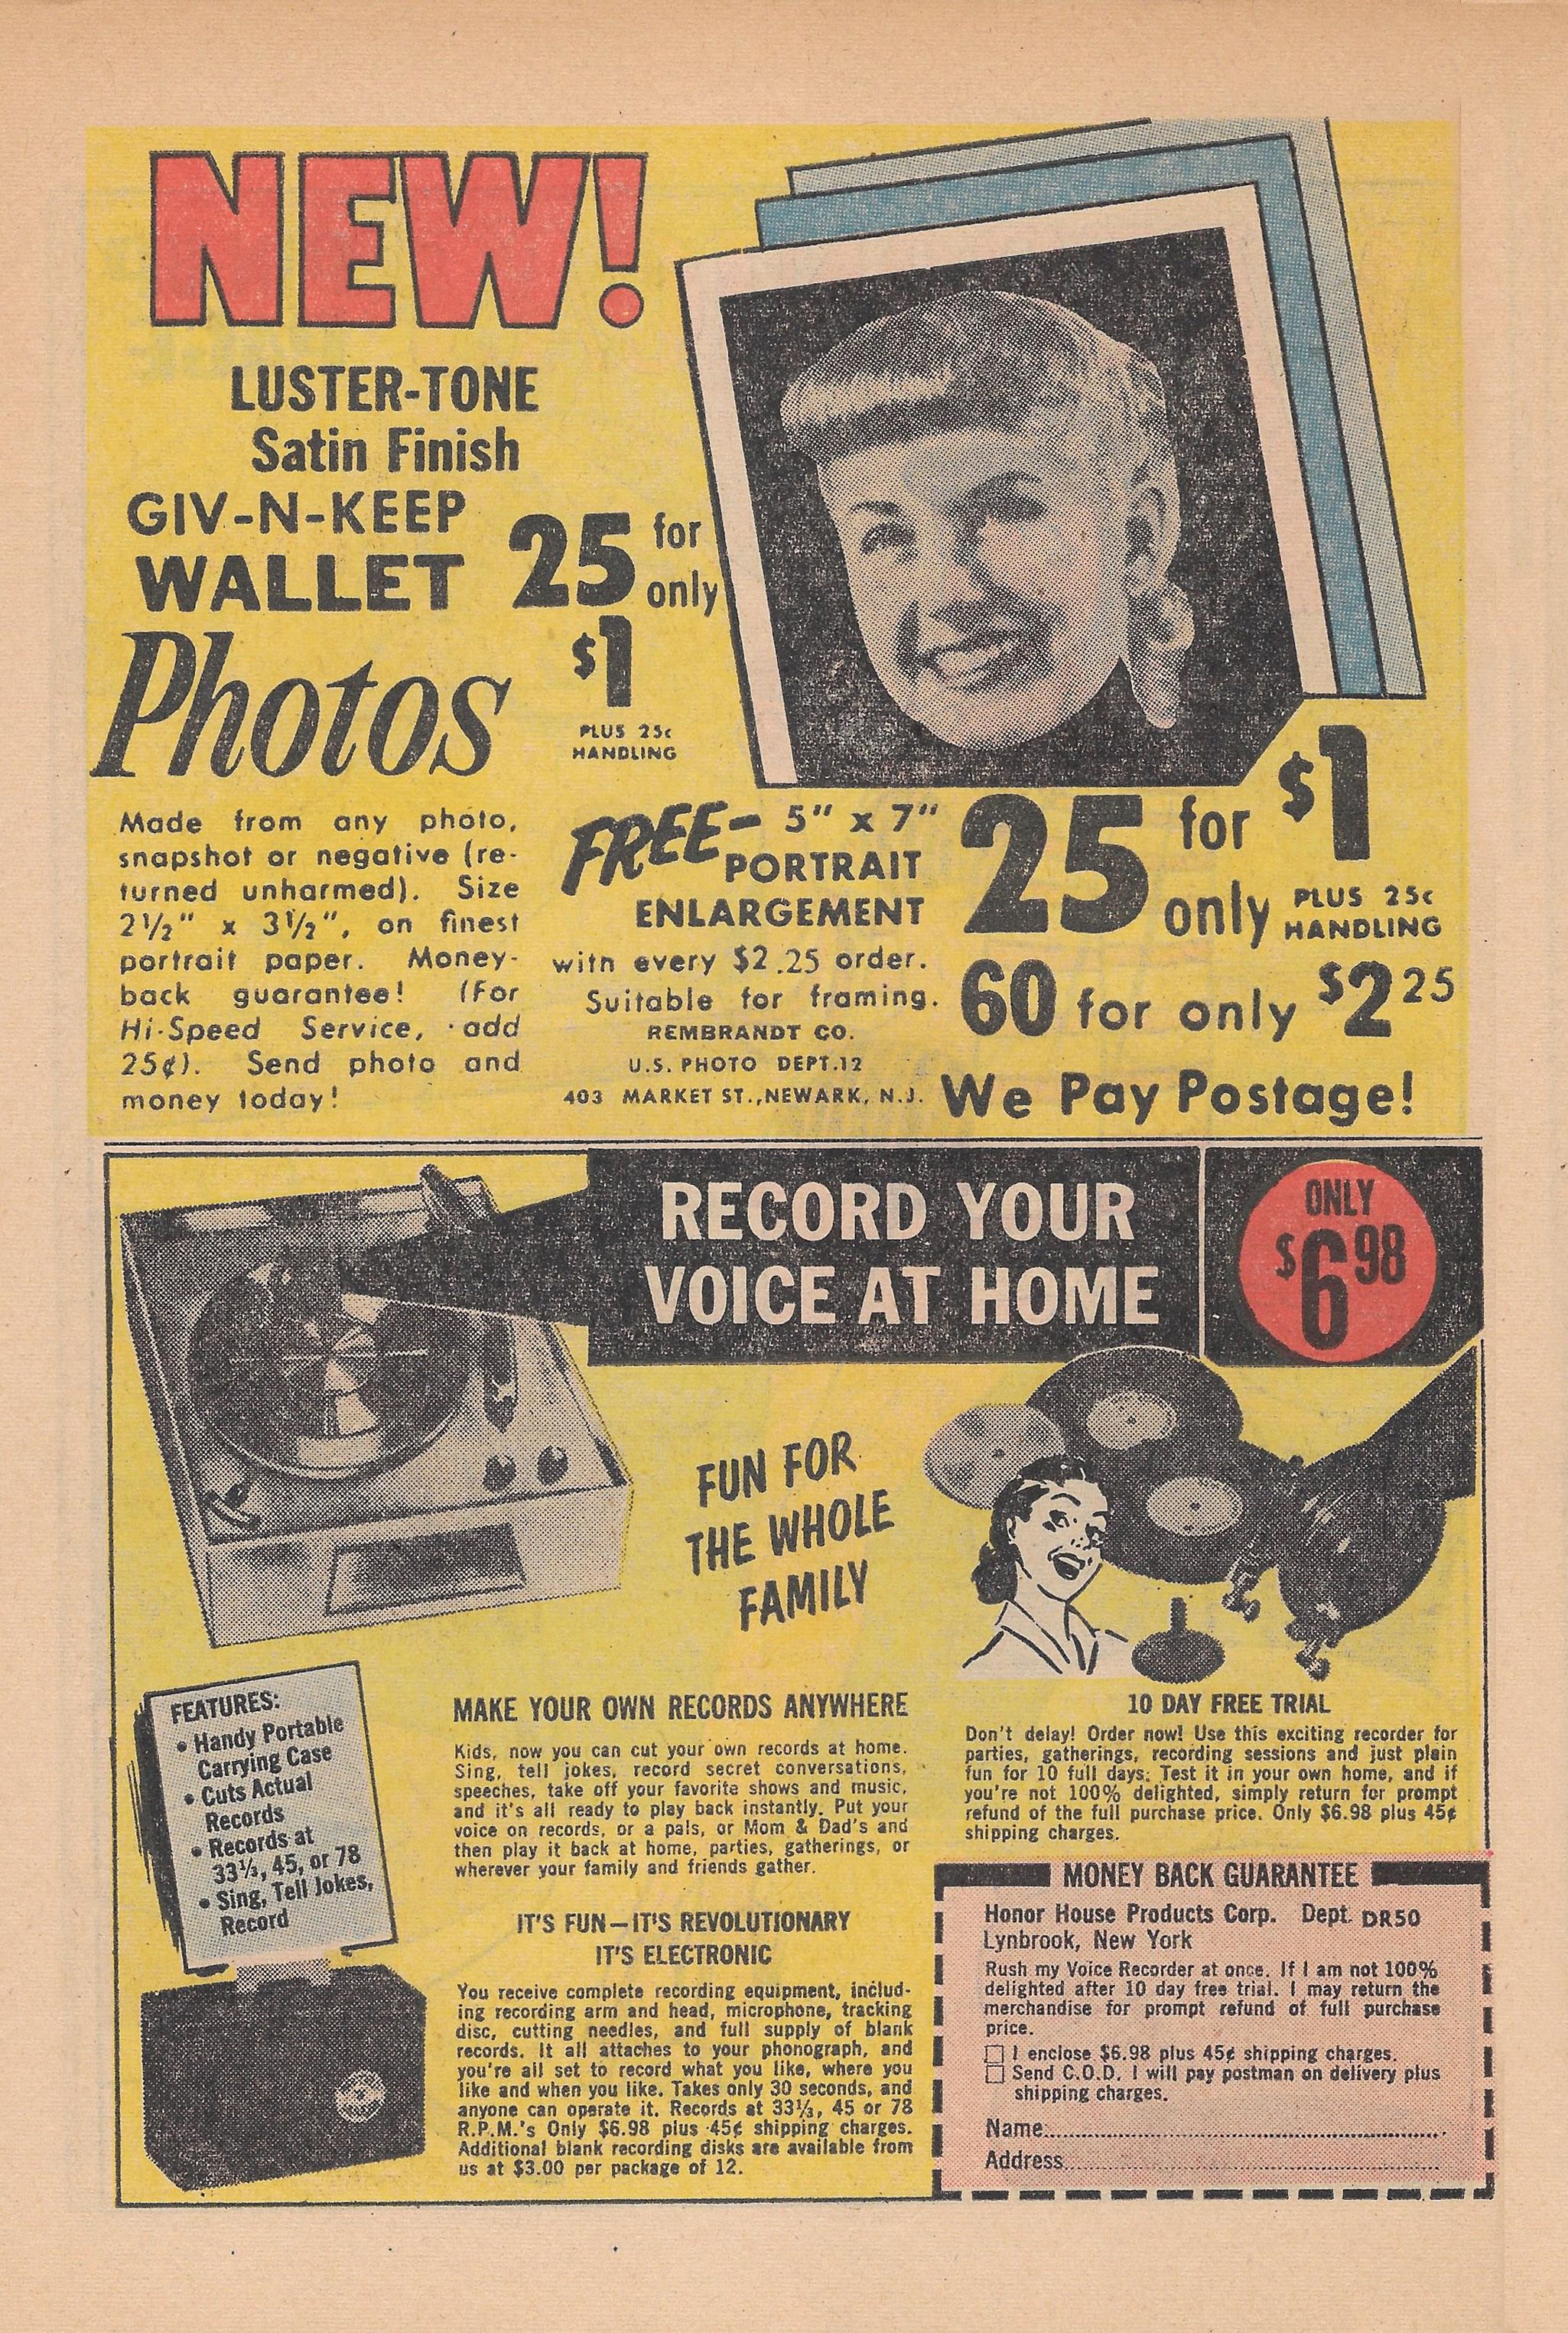 NEW!
LUSTER-TONE
Satin Finish
GIV-N-KEEP
WALLET
Photos
25 for only
$1
PLUS 25¢
HANDLING
Made from any photo,
snapshot or negative (re-
turned unharmed). Size
2½" x 3½", on finest
portrait paper. Money-
back guarantee! (For
Hi-Speed Service, add
25¢). Send photo and
money today!
FREE- 5" x 7"
PORTRAIT
ENLARGEMENT
with every $2.25 order.
Suitable for framing.
REMBRANDT CO.
U.S. PHOTO DEPT.12
403 MARKET ST., NEWARK, N.J.
25 for only $1
PLUS 25¢
HANDLING
60 for only $2 25
We Pay Postage!
RECORD YOUR
VOICE AT HOME
ONLY
$6 98
FUN FOR
THE WHOLE
FAMILY
FEATURES:
• Handy Portable
Carrying Case
• Cuts Actual
Records
• Records at
33⅓, 45, or 78
• Sing, Tell Jokes,
Record
MAKE YOUR OWN RECORDS ANYWHERE
Kids, now you can cut your own records at home.
Sing, tell jokes, record secret conversations,
speeches, take off your favorite shows and music,
and it's all ready to play back instantly. Put your
voice on records, or a pals, or Mom & Dad's and
then play it back at home, parties, gatherings, or
wherever your family and friends gather.
IT'S FUN—IT'S REVOLUTIONARY
IT'S ELECTRONIC
You receive complete recording equipment, includ-
ing recording arm and head, microphone, tracking
disc, cutting needles, and full supply of blank
records. It all attaches to your phonograph, and
you're all set to record what you like, where you
like and when you like. Takes only 30 seconds, and
anyone can operate it. Records at 33⅓, 45 or 78
R.P.M.'s Only $6.98 plus 45¢ shipping charges.
Additional blank recording disks are available from
us at $3.00 per package of 12.
10 DAY FREE TRIAL
Don't delay! Order now! Use this exciting recorder for
parties, gatherings, recording sessions and just plain
fun for 10 full days. Test it in your own home, and if
you're not 100% delighted, simply return for prompt
refund of the full purchase price. Only $6.98 plus 45¢
shipping charges.
MONEY BACK GUARANTEE
Honor House Products Corp. Dept. DR50
Lynbrook, New York
Rush my Voice Recorder at once. If I am not 100%
delighted after 10 day free trial. I may return the
merchandise for prompt refund of full purchase
price.
☐ I enclose $6.98 plus 45¢ shipping charges.
☐ Send C.O.D. I will pay postman on delivery plus
shipping charges.
Name
Address